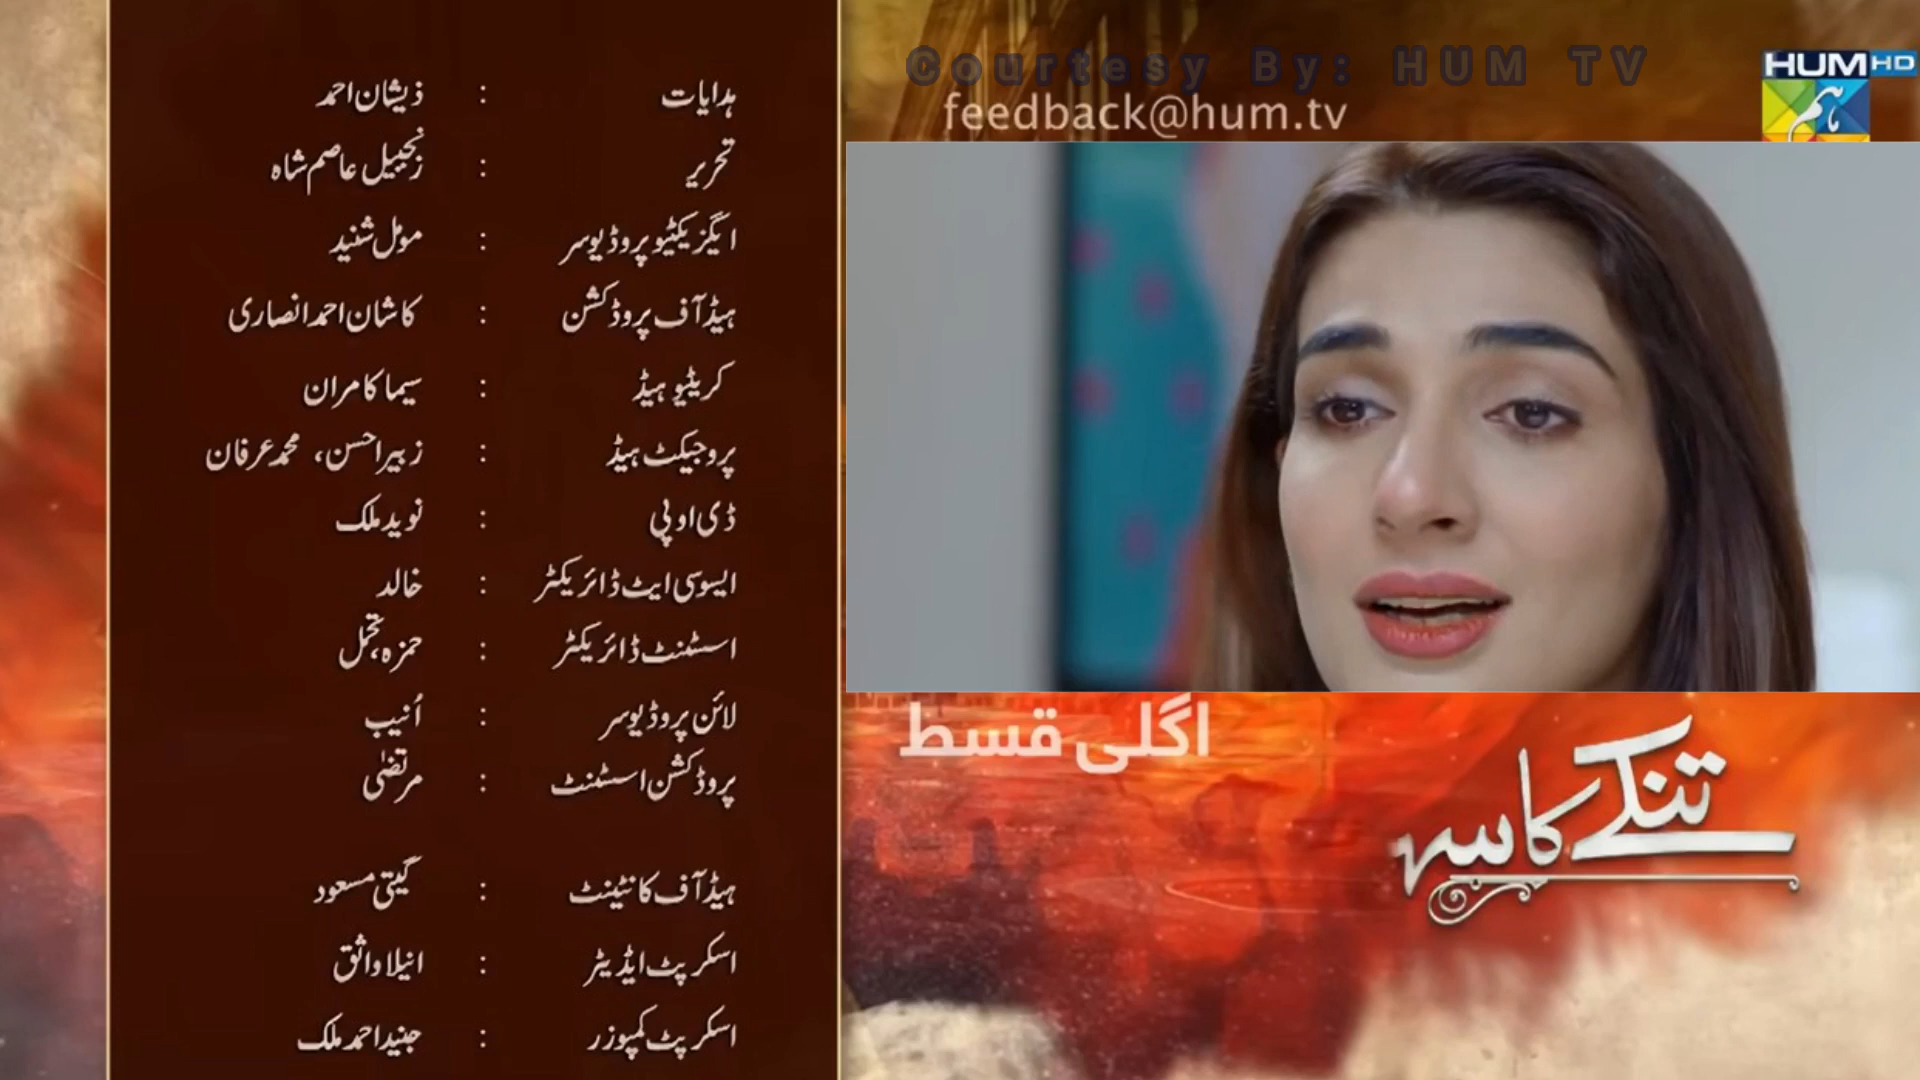 ہدایات : ذیشان احمد
تحریر : زنجبیل عاصم شاہ
ایگزیکٹیو پروڈیوسر : مومل شنید
ہیڈ آف پروڈکشن : کاشان احمد انصاری
کریٹیو ہیڈ : سیما کامران
پروجیکٹ ہیڈ : زبیر احسن، محمد عرفان
ڈی او پی : نوید ملک
ایسوسی ایٹ ڈائریکٹر : خالد
اسسٹنٹ ڈائریکٹر : حمزہ، تجمل
لائن پروڈیوسر : اُنیب
پروڈکشن اسسٹنٹ : مرتضیٰ
ہیڈ آف کانٹینٹ : گیتی مسعود
اسکرپٹ ایڈیٹر : انیلا واثق
اسکرپٹ کمپوزر : جنید احمد ملک
Courtesy By: HUM TV
feedback@hum.tv
HUM HD
ہم
اگلی قسط
تنکے کا سہ